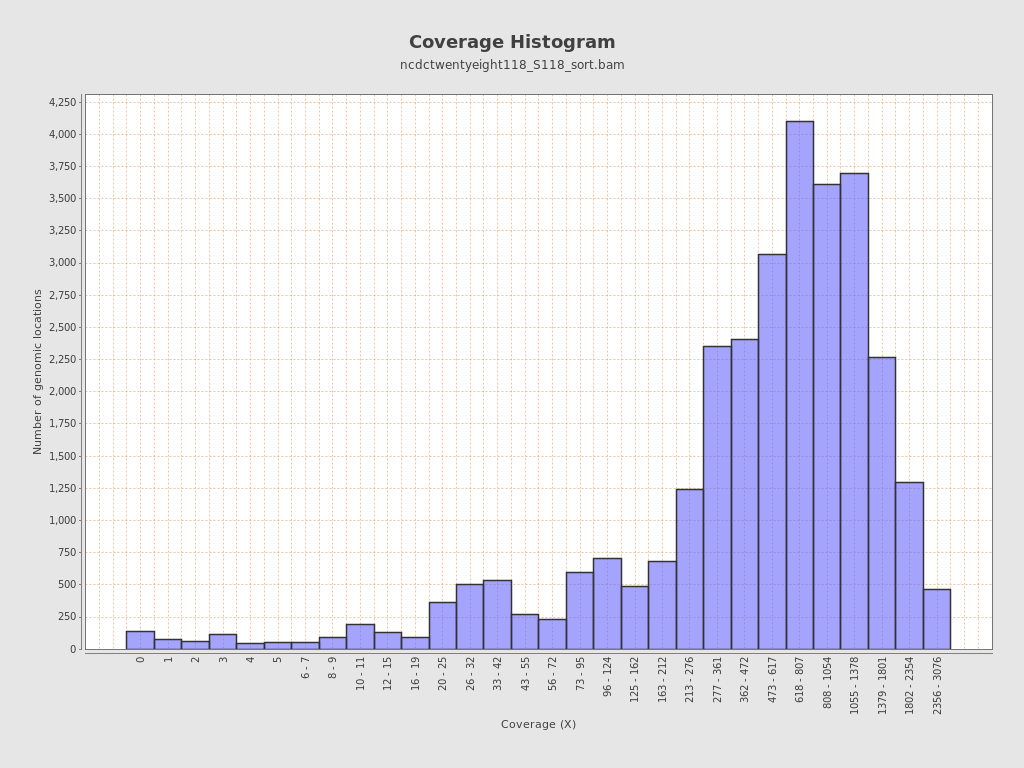 Coverage Histogram
ncdctwentyeight118_S118_sort.bam
Number of genomic locations
4,250
4,000
3,750
3,500
3,250
3,000
2,750
2,500
2,250
2,000
1,750
1,500
1,250
1,000
750
500
250
0
0
1
2
3
4
5
6 - 7
8 - 9
10 - 11
12 - 15
16 - 19
20 - 25
26 - 32
33 - 42
43 - 55
56 - 72
73 - 95
96 - 124
125 - 162
163 - 212
213 - 276
277 - 361
362 - 472
473 - 617
618 - 807
808 - 1054
1055 - 1378
1379 - 1801
1802 - 2354
2356 - 3076
Coverage (X)